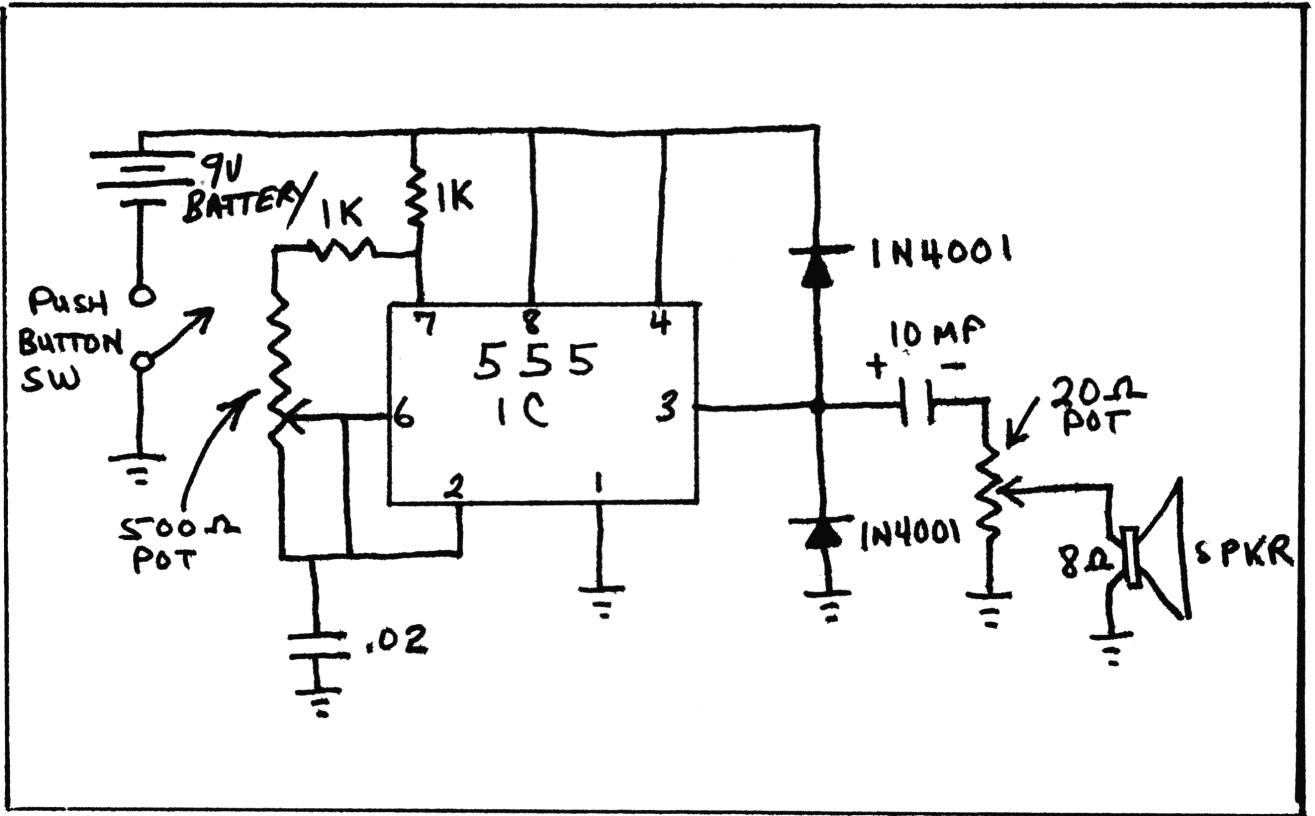 9V
BATTERY
1K
1K
PUSH
BUTTON
SW
1N4001
7
8
4
555
IC
6
3
2
1
10 MF
+
-
20Ω
POT
500Ω
POT
1N4001
8Ω
SPKR
.02